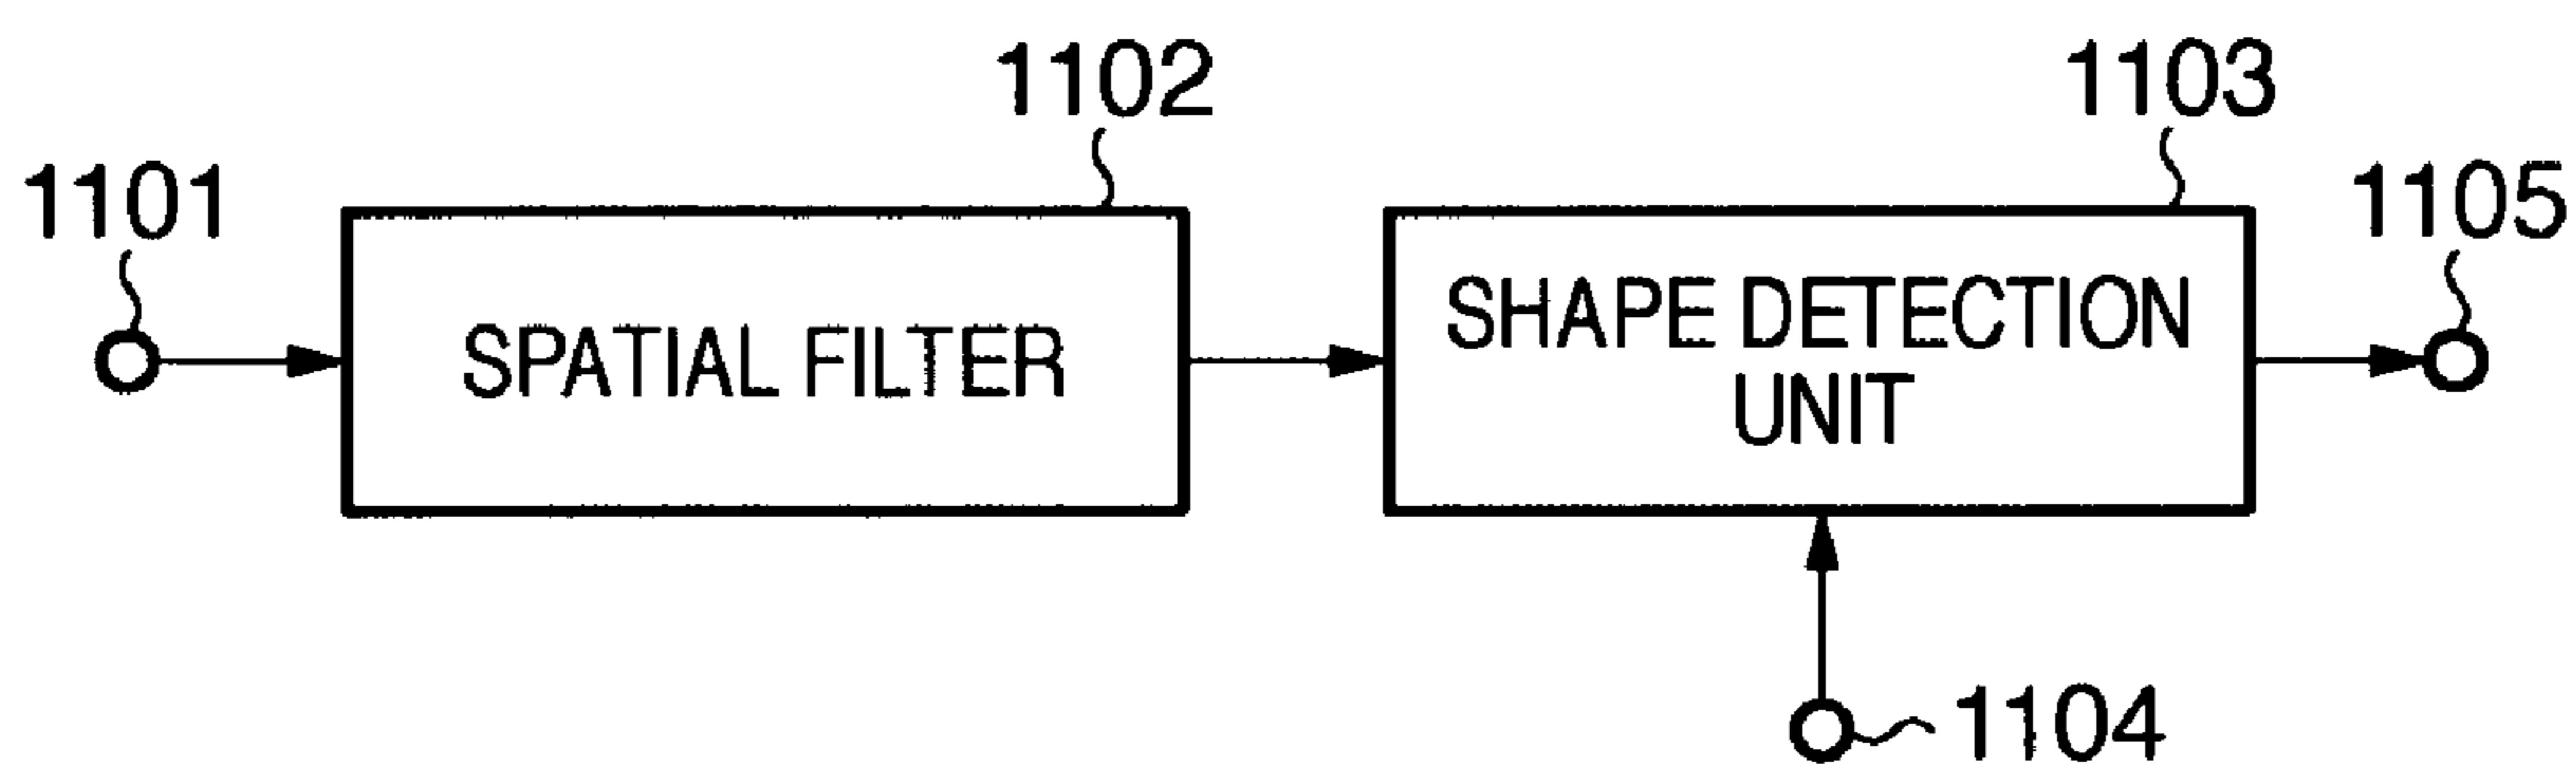 1102
1103
1101
1105
SPATIAL FILTER
SHAPE DETECTION
UNIT
1104